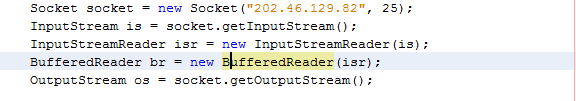 Socket socket = new Socket("202.46.129.82", 25);
InputStream is = socket.getInputStream();
InputStreamReader isr = new InputStreamReader(is);
BufferedReader br = new BufferedReader(isr);
OutputStream os = socket.getOutputStream();